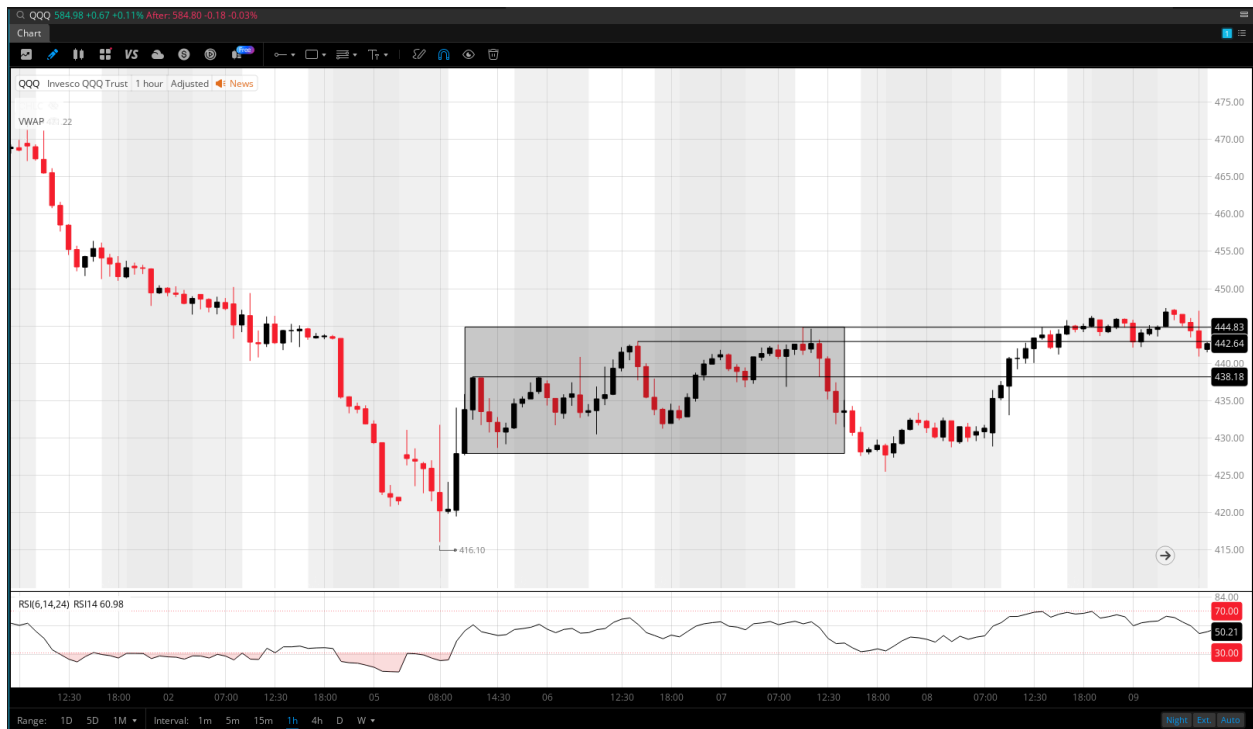 QQQ 584.98 +0.67 +0.11% After: 584.80 -0.18 -0.03%
Chart
1
VS
S
Free
T
QQQ Invesco QQQ Trust 1 hour Adjusted News
VWAP
22
475.00
470.00
465.00
460.00
455.00
450.00
444.83
442.64
440.00
438.18
435.00
430.00
425.00
420.00
415.00
416.10
RSI(6,14,24) RSI14 60.98
84.00
70.00
50.21
30.00
12:30 18:00 02 07:00 12:30 18:00 05 08:00 14:30 06 12:30 18:00 07 07:00 12:30 18:00 08 07:00 12:30 18:00 09
Range: 1D 5D 1M Interval: 1m 5m 15m 1h 4h D W
Night Ext. Auto